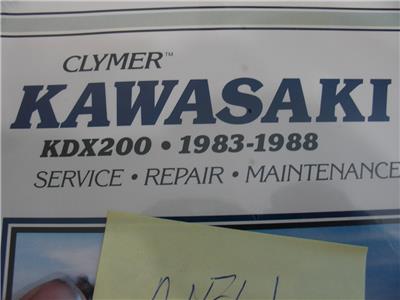 CLYMER™
KAWASAKI
KDX200 • 1983-1988
SERVICE • REPAIR • MAINTENANCE